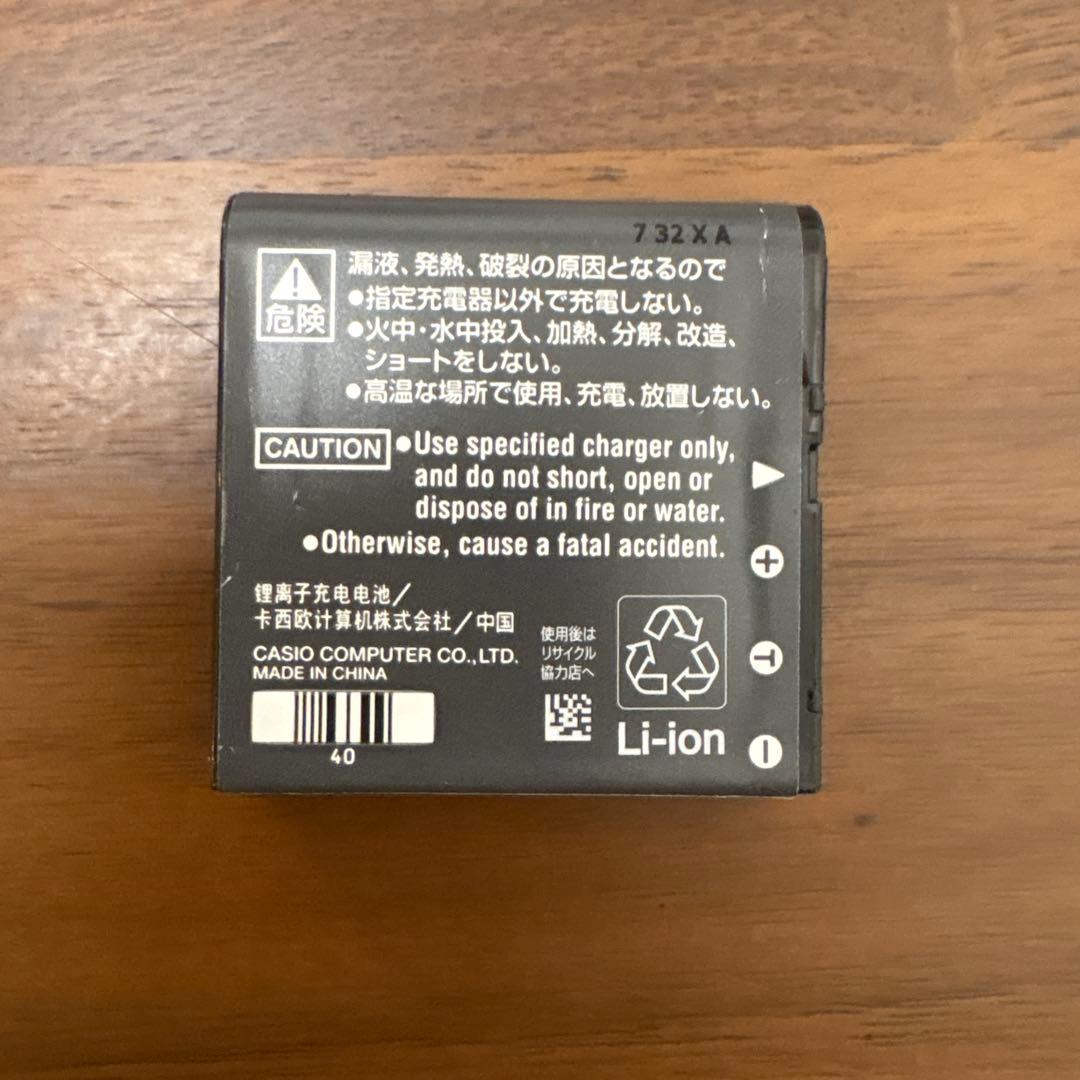 7 32 X A
漏液、発熱、破裂の原因となるので
危険
●指定充電器以外で充電しない。
●火中・水中投入、加熱、分解、改造、
ショートをしない。
●高温な場所で使用、充電、放置しない。
CAUTION
●Use specified charger only,
and do not short, open or
dispose of in fire or water.
●Otherwise, cause a fatal accident.
锂离子充电电池/
卡西欧计算机株式会社/中国
CASIO COMPUTER CO.,LTD.
MADE IN CHINA
40
使用後は
リサイクル
協力店へ
Li-ion
+
T
−